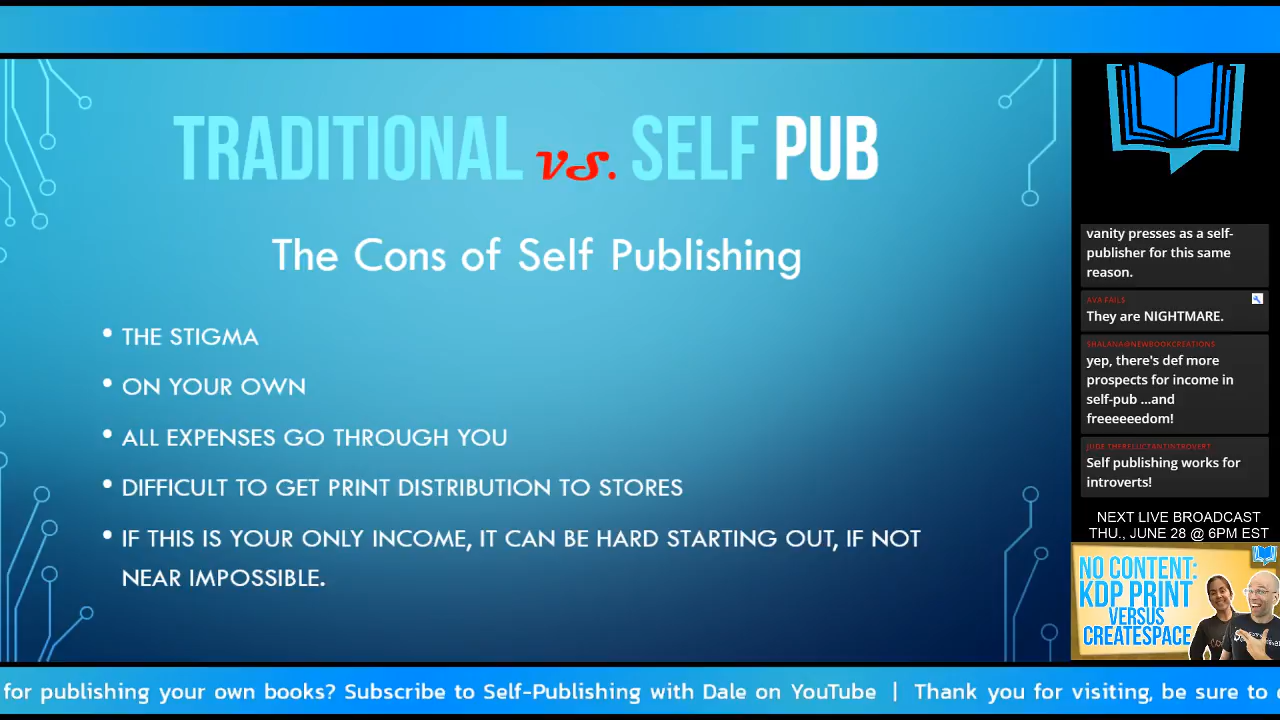 TRADITIONAL vs. SELF PUB
The Cons of Self Publishing
• THE STIGMA
• ON YOUR OWN
• ALL EXPENSES GO THROUGH YOU
• DIFFICULT TO GET PRINT DISTRIBUTION TO STORES
• IF THIS IS YOUR ONLY INCOME, IT CAN BE HARD STARTING OUT, IF NOT
NEAR IMPOSSIBLE.
vanity presses as a self-
publisher for this same
reason.
AVA FAILS
They are NIGHTMARE.
SHALANA@NEWBOOKCREATIONS
yep, there's def more
prospects for income in
self-pub ...and
freeeeeedom!
JUDE THERELUCTANTINTROVERT
Self publishing works for
introverts!
NEXT LIVE BROADCAST
THU., JUNE 28 @ 6PM EST
NO CONTENT:
KDP PRINT
VERSUS
CREATESPACE
for publishing your own books? Subscribe to Self-Publishing with Dale on YouTube | Thank you for visiting, be sure to